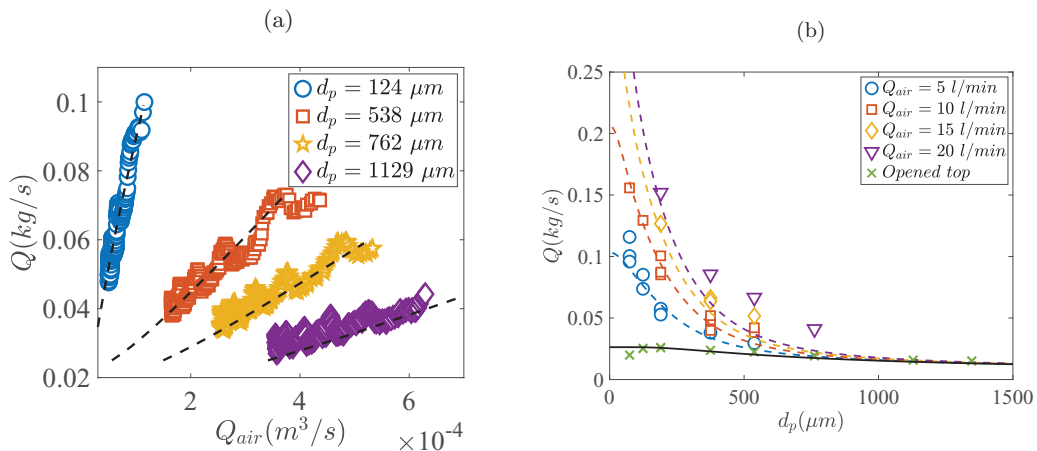 (a)
Q(kg/s)
0.1
0.08
0.06
0.04
0.02
d_p = 124 μm
d_p = 538 μm
d_p = 762 μm
d_p = 1129 μm
2
4
6
Q_air(m³/s)
×10⁻⁴
(b)
Q(kg/s)
0.25
0.2
0.15
0.1
0.05
0
Q_air = 5 l/min
Q_air = 10 l/min
Q_air = 15 l/min
Q_air = 20 l/min
Opened top
0
500
1000
1500
d_p(μm)